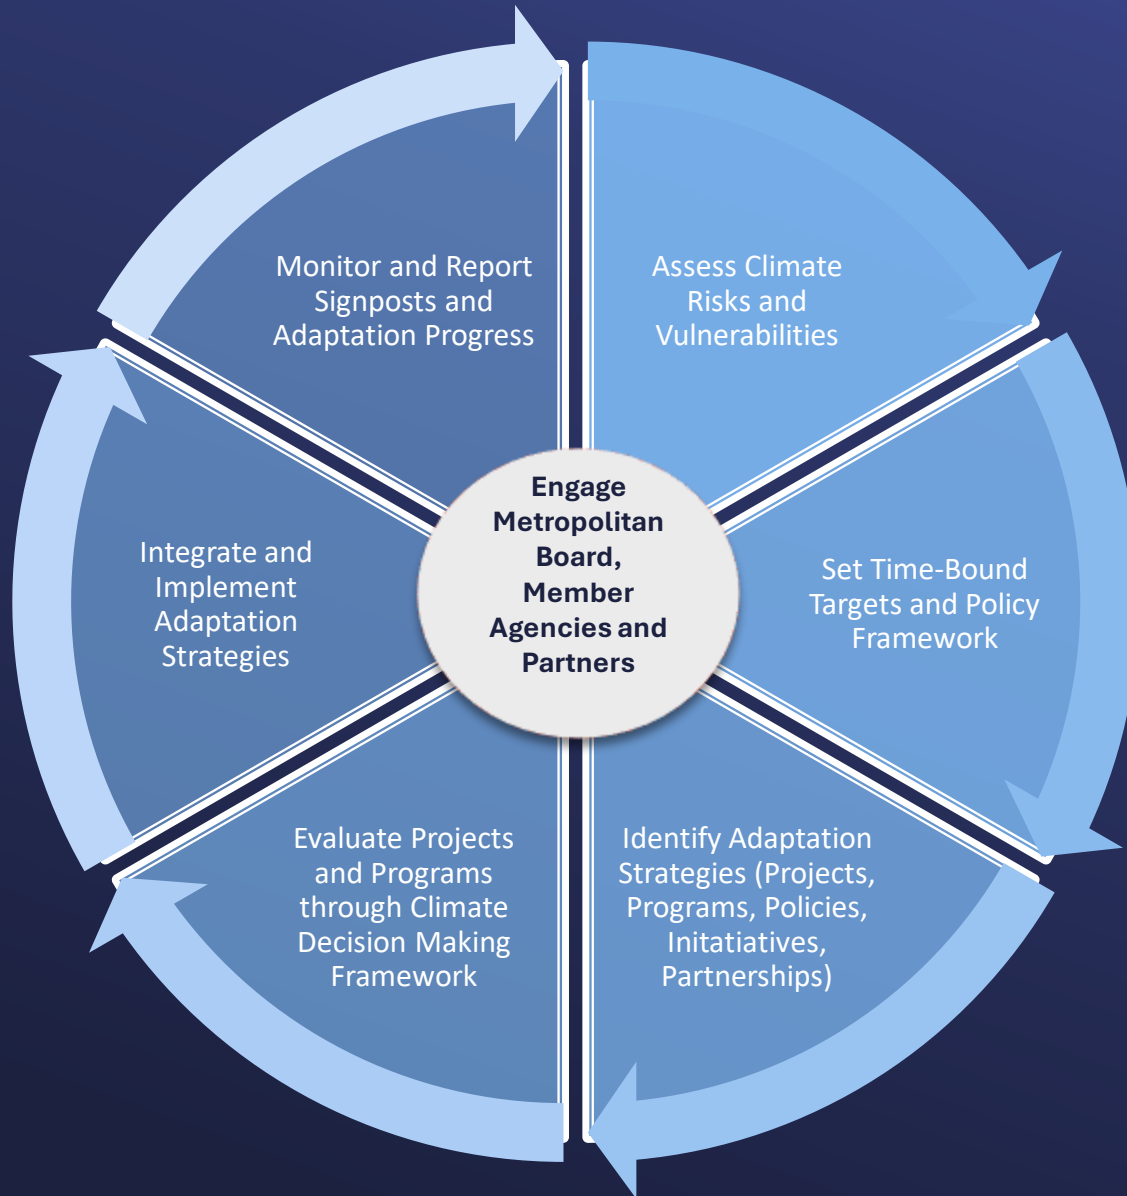 Monitor and Report
Signposts and
Adaptation Progress
Assess Climate
Risks and
Vulnerabilities
Engage
Metropolitan
Board,
Member
Agencies and
Partners
Integrate and
Implement
Adaptation
Strategies
Set Time-Bound
Targets and Policy
Framework
Evaluate Projects
and Programs
through Climate
Decision Making
Framework
Identify Adaptation
Strategies (Projects,
Programs, Policies,
Initatiatives,
Partnerships)